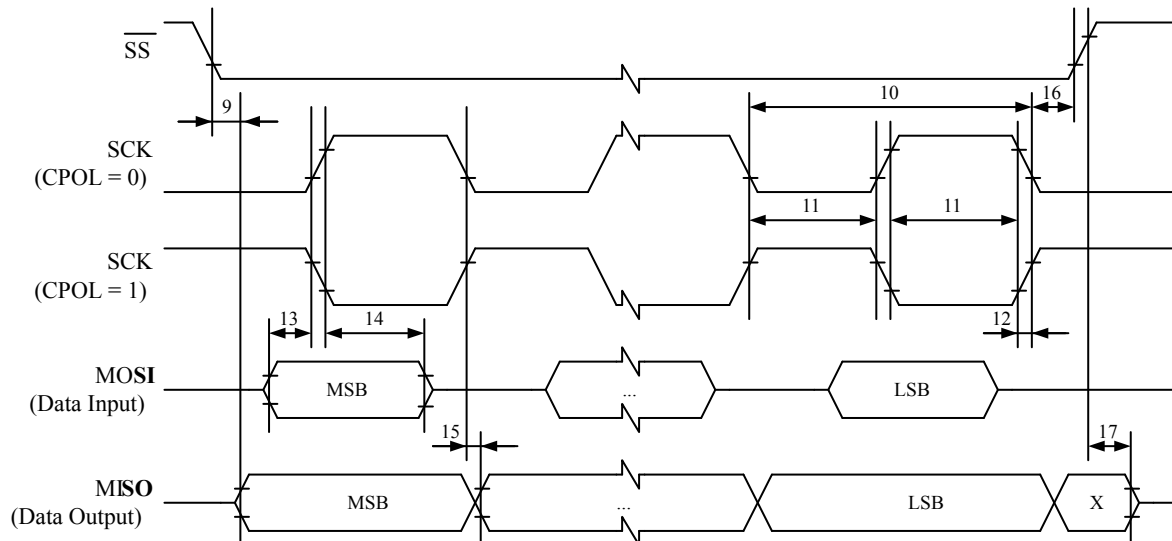 SS
10
16
9
SCK
(CPOL = 0)
11
11
SCK
(CPOL = 1)
13
14
12
MOSI
(Data Input)
MSB
...
LSB
15
17
MISO
(Data Output)
MSB
...
LSB
X